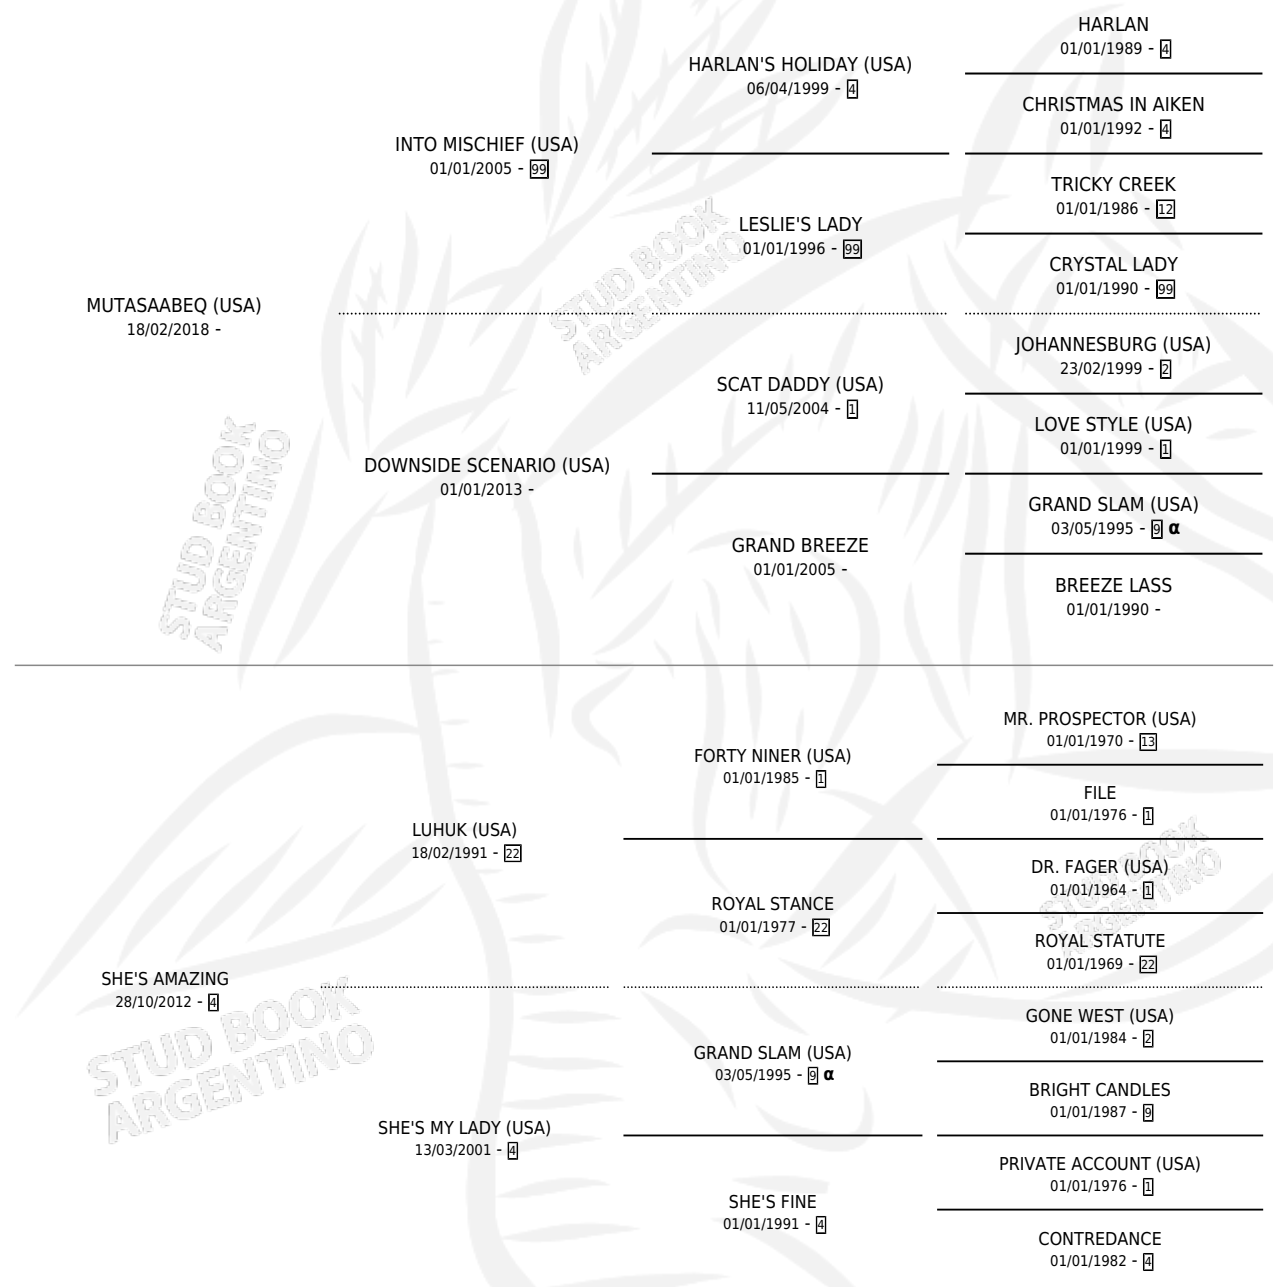 HARLAN
01/01/1989 - 4
HARLAN'S HOLIDAY (USA)
06/04/1999 - 4
CHRISTMAS IN AIKEN
01/01/1992 - 4
INTO MISCHIEF (USA)
01/01/2005 - 99
TRICKY CREEK
01/01/1986 - 12
LESLIE'S LADY
01/01/1996 - 99
CRYSTAL LADY
01/01/1990 - 99
MUTASAABEQ (USA)
18/02/2018 -
JOHANNESBURG (USA)
23/02/1999 - 2
SCAT DADDY (USA)
11/05/2004 - 1
LOVE STYLE (USA)
01/01/1999 - 1
DOWNSIDE SCENARIO (USA)
01/01/2013 -
GRAND SLAM (USA)
03/05/1995 - 9 α
GRAND BREEZE
01/01/2005 -
BREEZE LASS
01/01/1990 -
MR. PROSPECTOR (USA)
01/01/1970 - 13
FORTY NINER (USA)
01/01/1985 - 1
FILE
01/01/1976 - 1
LUHUK (USA)
18/02/1991 - 22
DR. FAGER (USA)
01/01/1964 - 1
ROYAL STANCE
01/01/1977 - 22
ROYAL STATUTE
01/01/1969 - 22
SHE'S AMAZING
28/10/2012 - 4
GONE WEST (USA)
01/01/1984 - 2
GRAND SLAM (USA)
03/05/1995 - 9 α
BRIGHT CANDLES
01/01/1987 - 9
SHE'S MY LADY (USA)
13/03/2001 - 4
PRIVATE ACCOUNT (USA)
01/01/1976 - 1
SHE'S FINE
01/01/1991 - 4
CONTREDANCE
01/01/1982 - 4
STUD BOOK
ARGENTINO
STUD BOOK
ARGENTINO
STUD BOOK
ARGENTINO
STUD BOOK
ARGENTINO